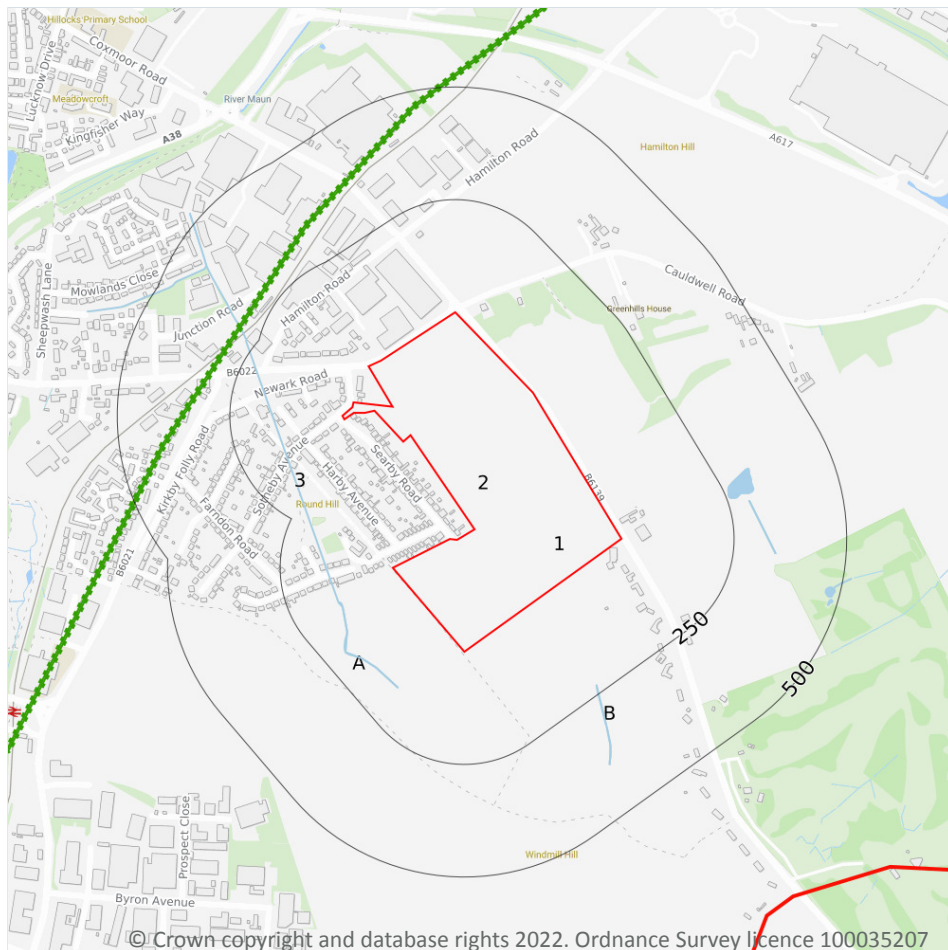 Hillocks Primary School
Coxmoor Road
Lucknow Drive
Meadowcroft
River Maun
Kingfisher Way
A38
Hamilton Road
Hamilton Hill
A617
Sheepwash Lane
Mowlands Close
Junction Road
Hamilton Road
Cauldwell Road
Greenhills House
B6022
Newark Road
Kirkby Folly Road
Sotheby Avenue
Searby Road
Harby Avenue
B6139
2
3
Round Hill
Farndon Road
1
B6021
250
500
A
B
Prospect Close
Windmill Hill
Byron Avenue
© Crown copyright and database rights 2022. Ordnance Survey licence 100035207